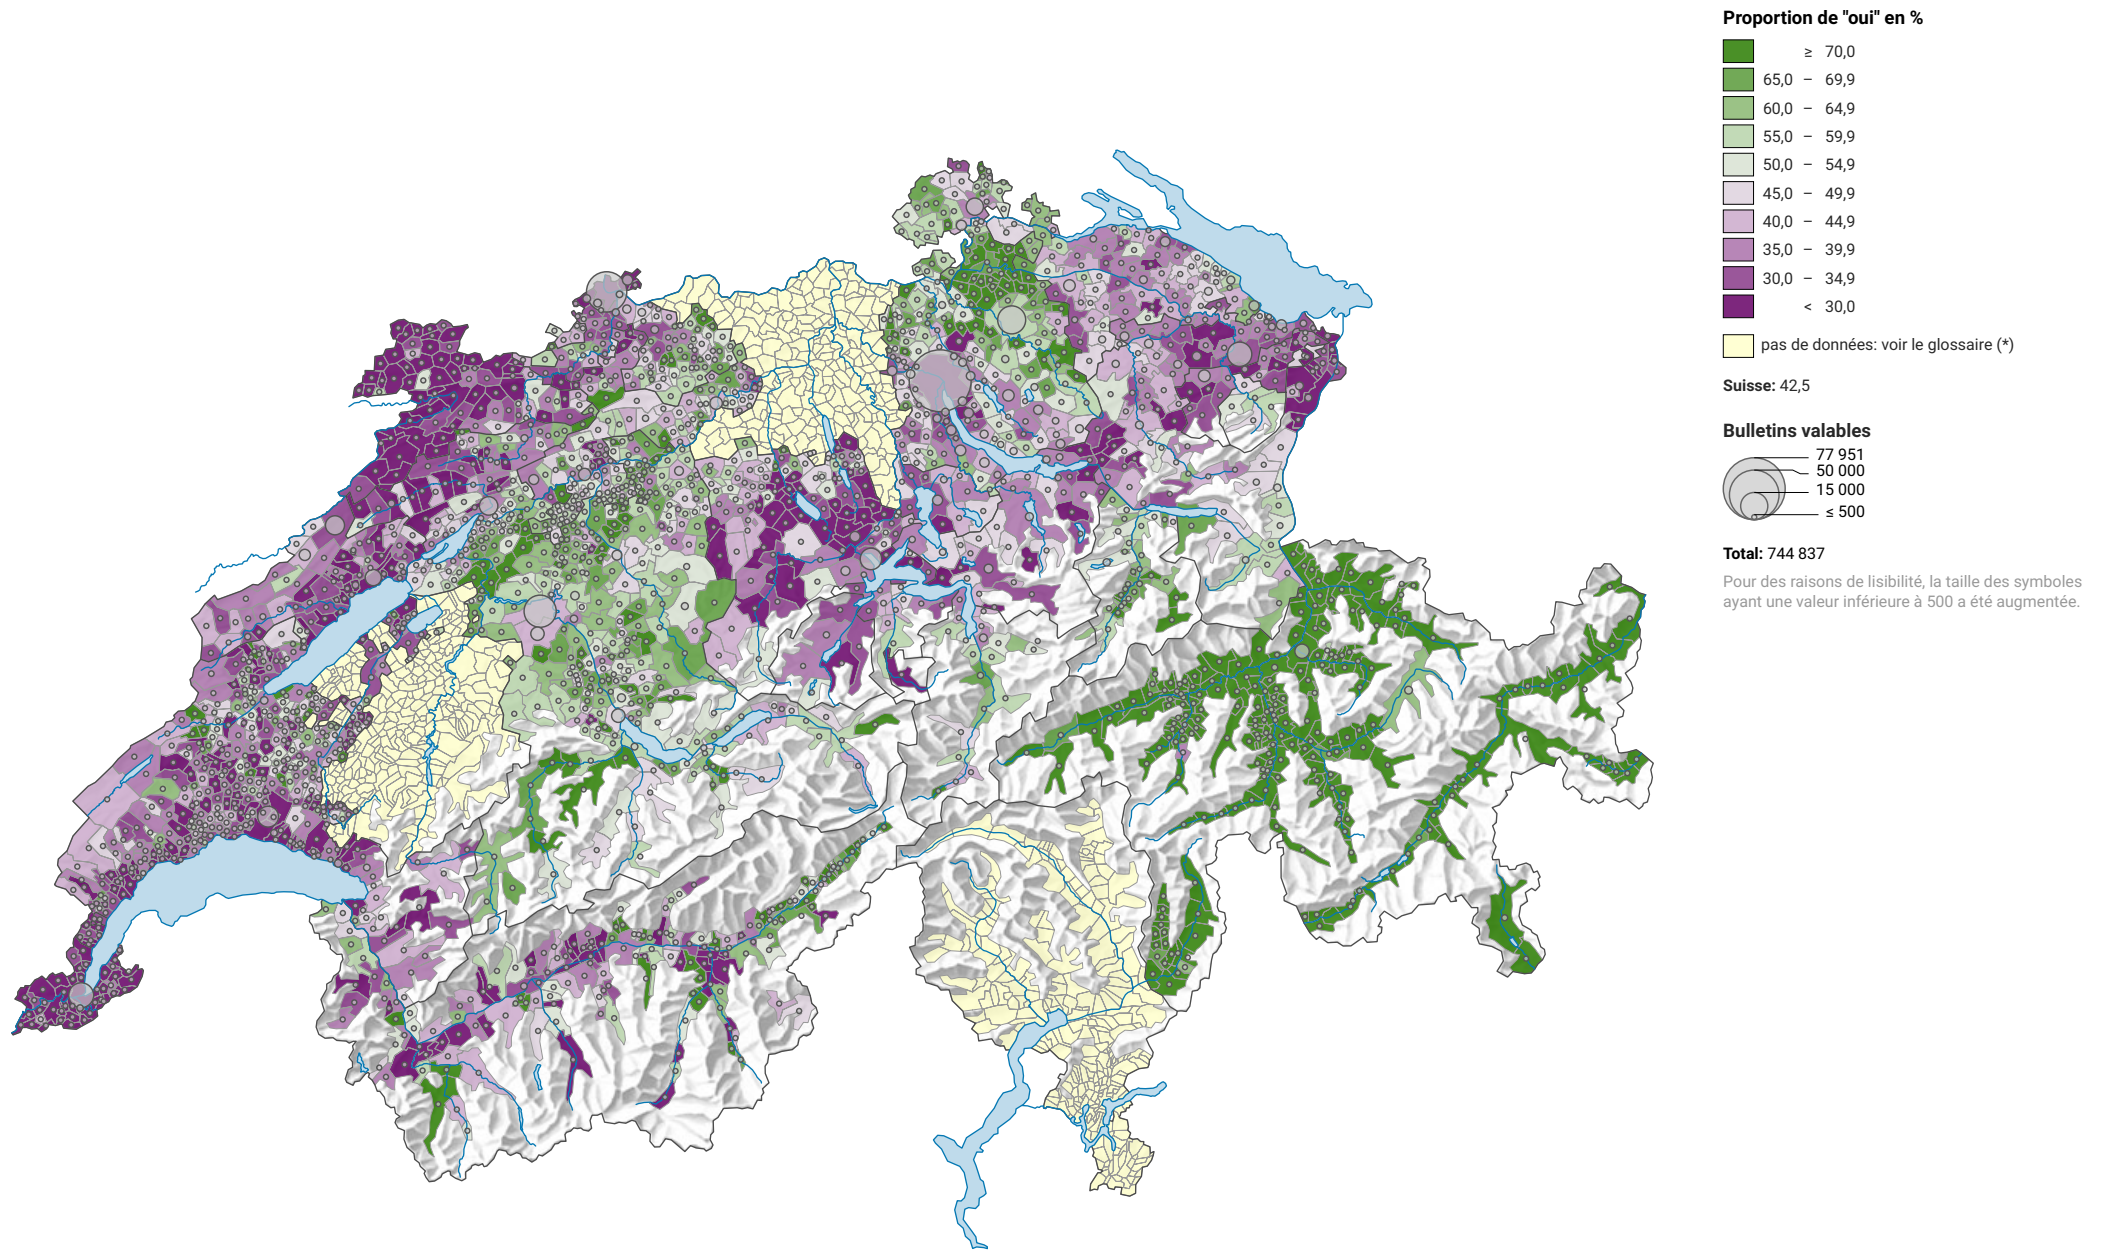 Proportion de "oui" en %
≥ 70,0
65,0 – 69,9
60,0 – 64,9
55,0 – 59,9
50,0 – 54,9
45,0 – 49,9
40,0 – 44,9
35,0 – 39,9
30,0 – 34,9
< 30,0
pas de données: voir le glossaire (*)
Suisse: 42,5
Bulletins valables
77 951
50 000
15 000
≤ 500
Total: 744 837
Pour des raisons de lisibilité, la taille des symboles
ayant une valeur inférieure à 500 a été augmentée.